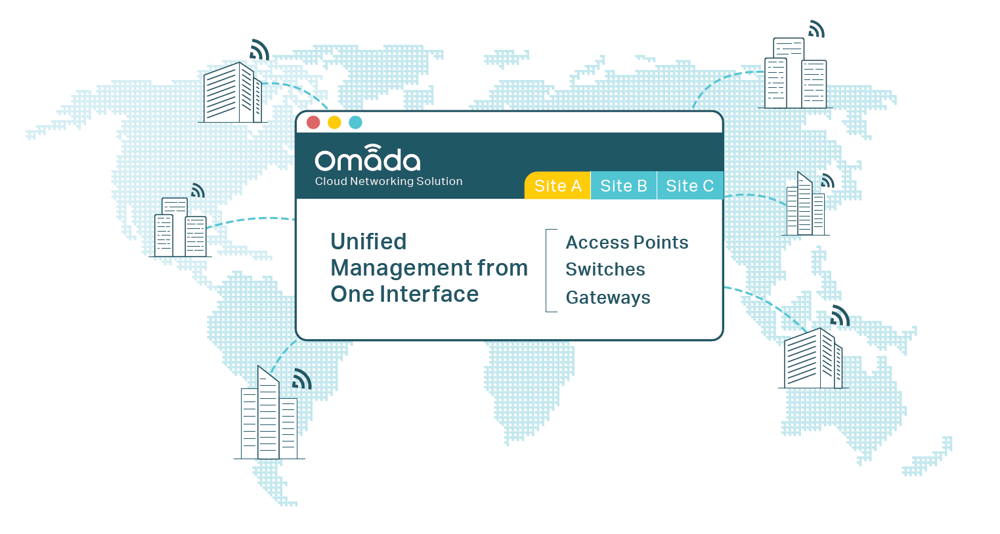 Omada
Cloud Networking Solution
Site A
Site B
Site C
Unified
Management from
One Interface
Access Points
Switches
Gateways